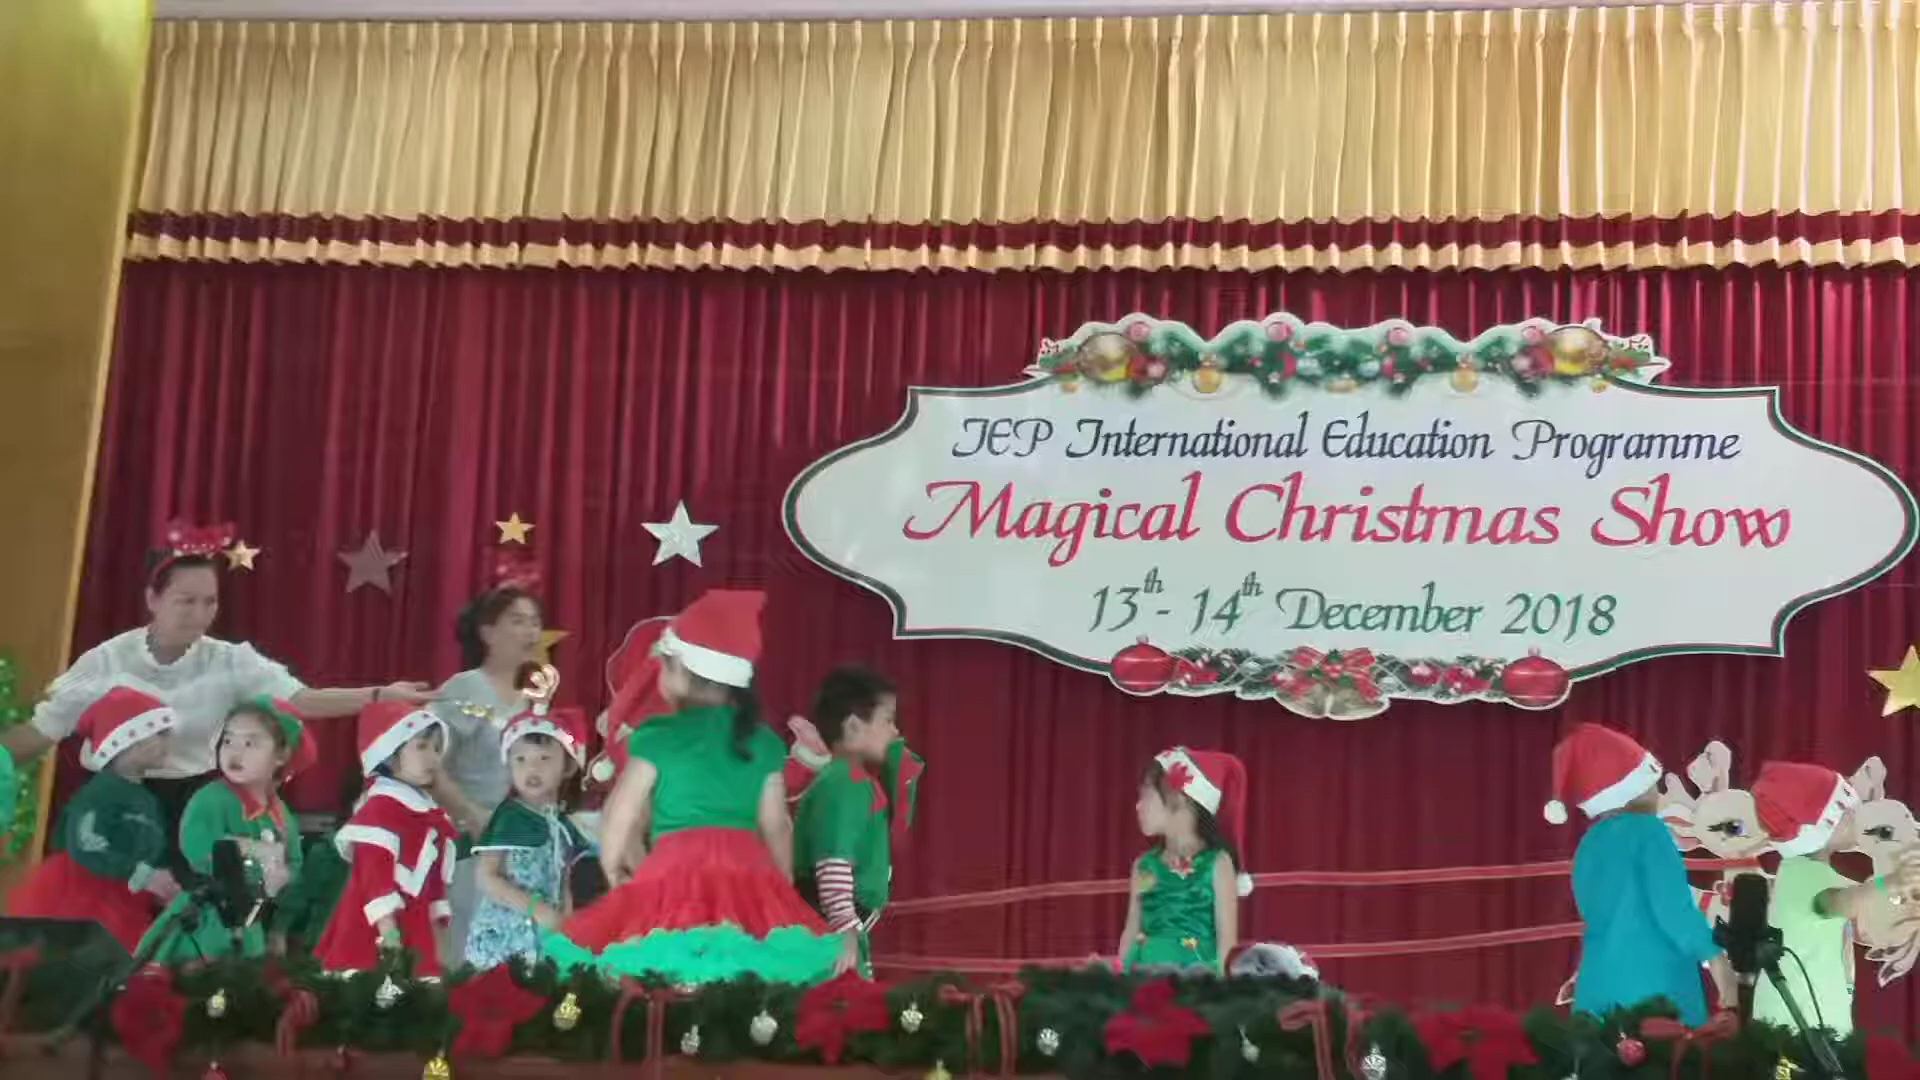 IEP International Education Programme
Magical Christmas Show
13th - 14th December 2018